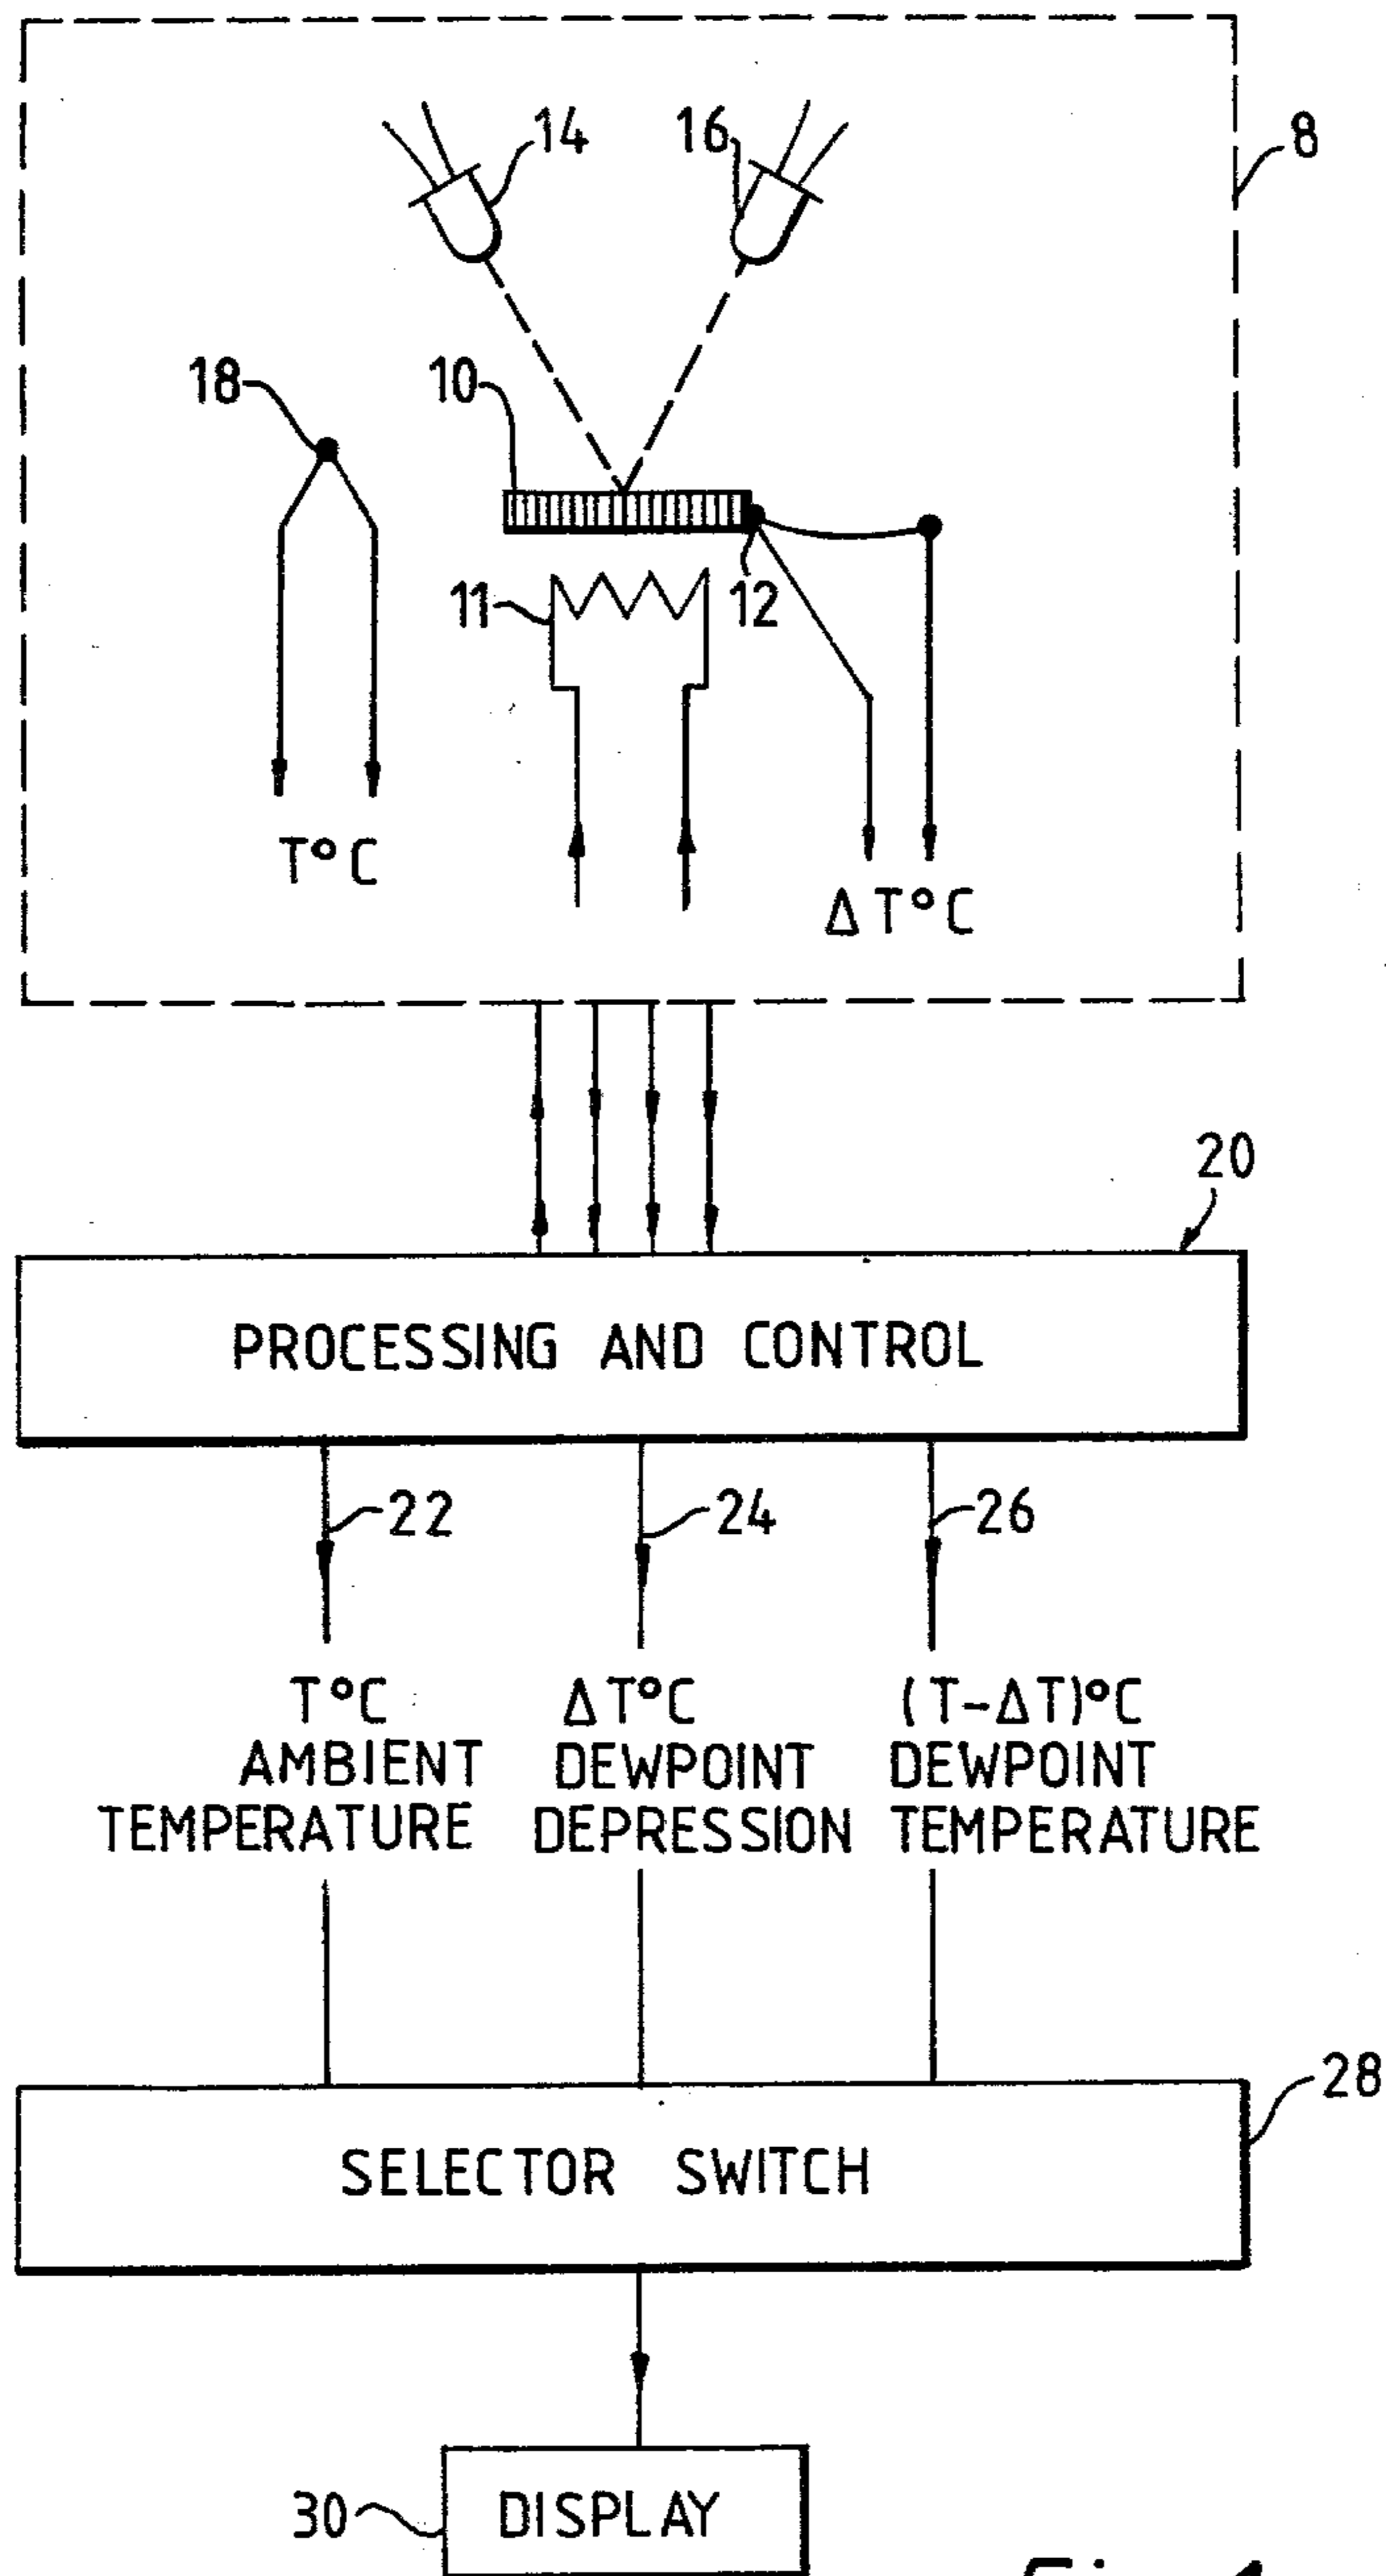 14
16
8
18
10
11
12
T°C
ΔT°C
20
PROCESSING AND CONTROL
22
24
26
T°C
AMBIENT
TEMPERATURE
ΔT°C
DEWPOINT
DEPRESSION
(T-ΔT)°C
DEWPOINT
TEMPERATURE
28
SELECTOR SWITCH
30
DISPLAY